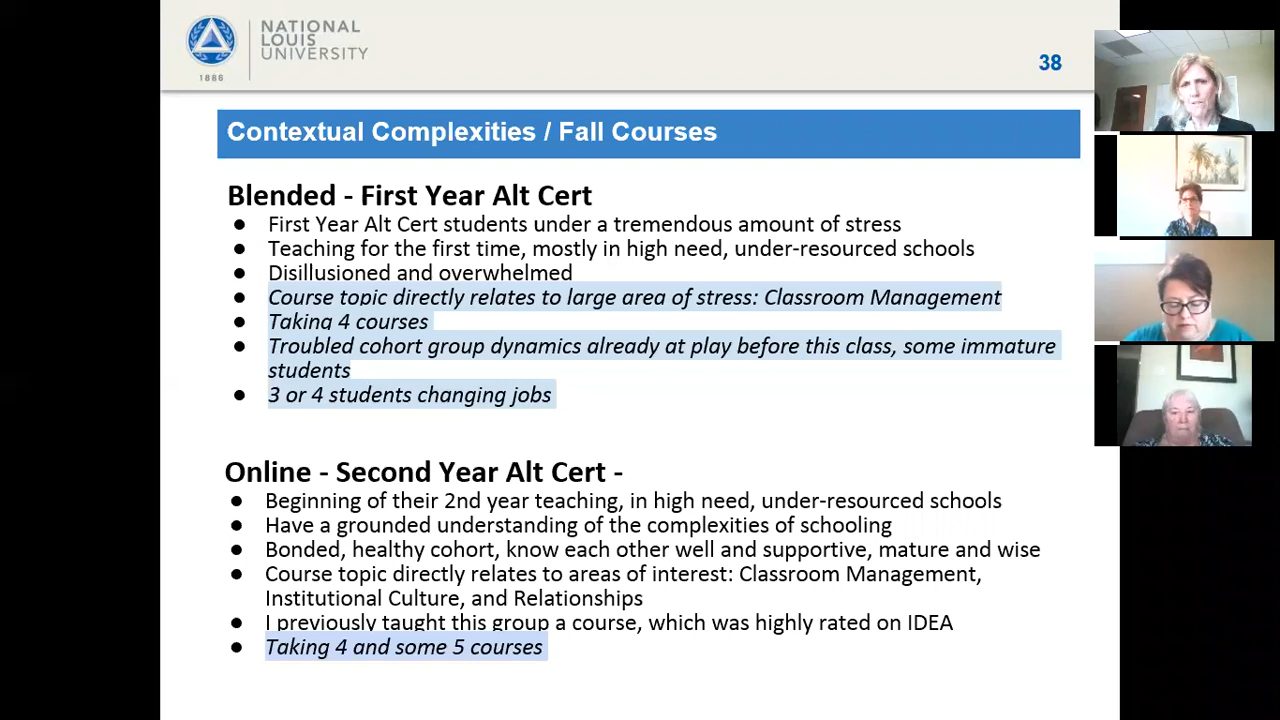 NATIONAL
LOUIS
UNIVERSITY
1886
38
Contextual Complexities / Fall Courses
Blended - First Year Alt Cert
● First Year Alt Cert students under a tremendous amount of stress
● Teaching for the first time, mostly in high need, under-resourced schools
● Disillusioned and overwhelmed
● Course topic directly relates to large area of stress: Classroom Management
● Taking 4 courses
● Troubled cohort group dynamics already at play before this class, some immature
students
● 3 or 4 students changing jobs
Online - Second Year Alt Cert -
● Beginning of their 2nd year teaching, in high need, under-resourced schools
● Have a grounded understanding of the complexities of schooling
● Bonded, healthy cohort, know each other well and supportive, mature and wise
● Course topic directly relates to areas of interest: Classroom Management,
Institutional Culture, and Relationships
● I previously taught this group a course, which was highly rated on IDEA
● Taking 4 and some 5 courses